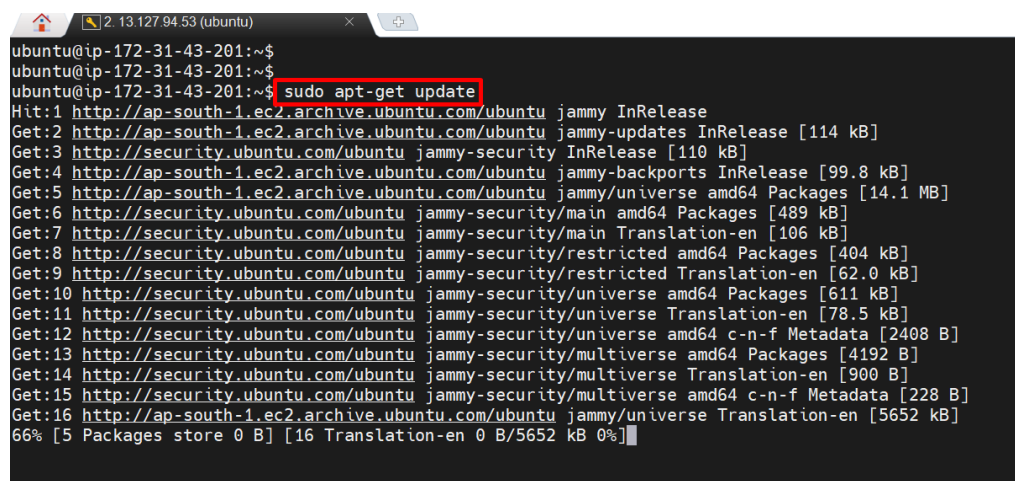 2. 13.127.94.53 (ubuntu)
ubuntu@ip-172-31-43-201:~$
ubuntu@ip-172-31-43-201:~$
ubuntu@ip-172-31-43-201:~$ sudo apt-get update
Hit:1 http://ap-south-1.ec2.archive.ubuntu.com/ubuntu jammy InRelease
Get:2 http://ap-south-1.ec2.archive.ubuntu.com/ubuntu jammy-updates InRelease [114 kB]
Get:3 http://security.ubuntu.com/ubuntu jammy-security InRelease [110 kB]
Get:4 http://ap-south-1.ec2.archive.ubuntu.com/ubuntu jammy-backports InRelease [99.8 kB]
Get:5 http://ap-south-1.ec2.archive.ubuntu.com/ubuntu jammy/universe amd64 Packages [14.1 MB]
Get:6 http://security.ubuntu.com/ubuntu jammy-security/main amd64 Packages [489 kB]
Get:7 http://security.ubuntu.com/ubuntu jammy-security/main Translation-en [106 kB]
Get:8 http://security.ubuntu.com/ubuntu jammy-security/restricted amd64 Packages [404 kB]
Get:9 http://security.ubuntu.com/ubuntu jammy-security/restricted Translation-en [62.0 kB]
Get:10 http://security.ubuntu.com/ubuntu jammy-security/universe amd64 Packages [611 kB]
Get:11 http://security.ubuntu.com/ubuntu jammy-security/universe Translation-en [78.5 kB]
Get:12 http://security.ubuntu.com/ubuntu jammy-security/universe amd64 c-n-f Metadata [2408 B]
Get:13 http://security.ubuntu.com/ubuntu jammy-security/multiverse amd64 Packages [4192 B]
Get:14 http://security.ubuntu.com/ubuntu jammy-security/multiverse Translation-en [900 B]
Get:15 http://security.ubuntu.com/ubuntu jammy-security/multiverse amd64 c-n-f Metadata [228 B]
Get:16 http://ap-south-1.ec2.archive.ubuntu.com/ubuntu jammy/universe Translation-en [5652 kB]
66% [5 Packages store 0 B] [16 Translation-en 0 B/5652 kB 0%]